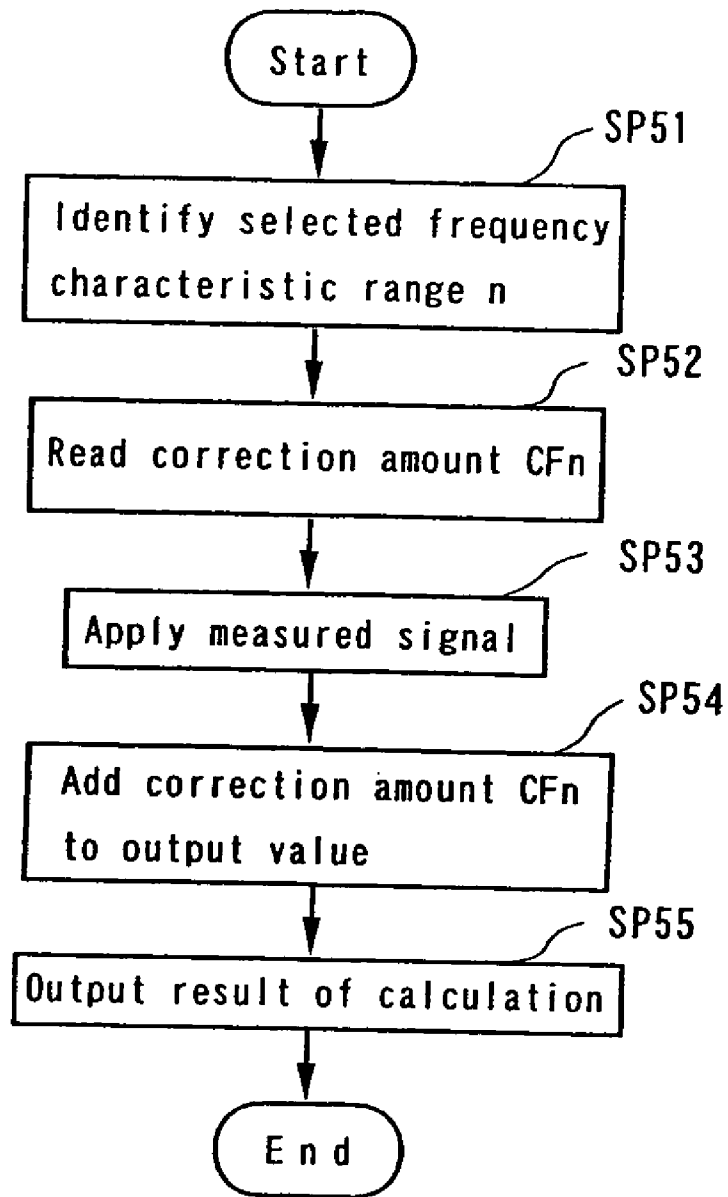 Start
SP51
Identify selected frequency
characteristic range n
SP52
Read correction amount CFn
SP53
Apply measured signal
SP54
Add correction amount CFn
to output value
SP55
Output result of calculation
End